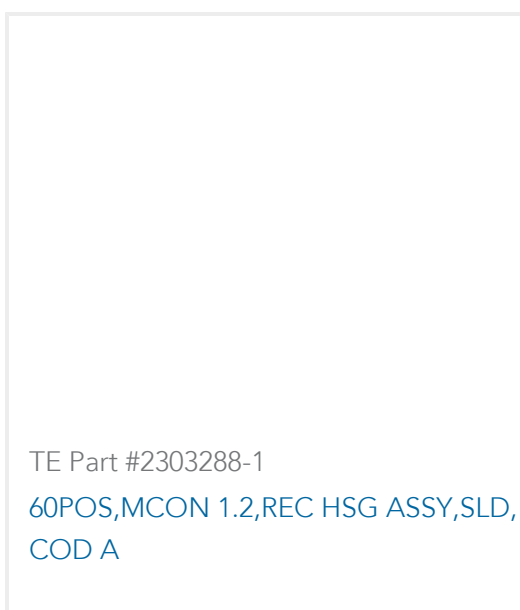 TE Part #2303288-1
60POS,MCON 1.2,REC HSG ASSY,SLD,
COD A